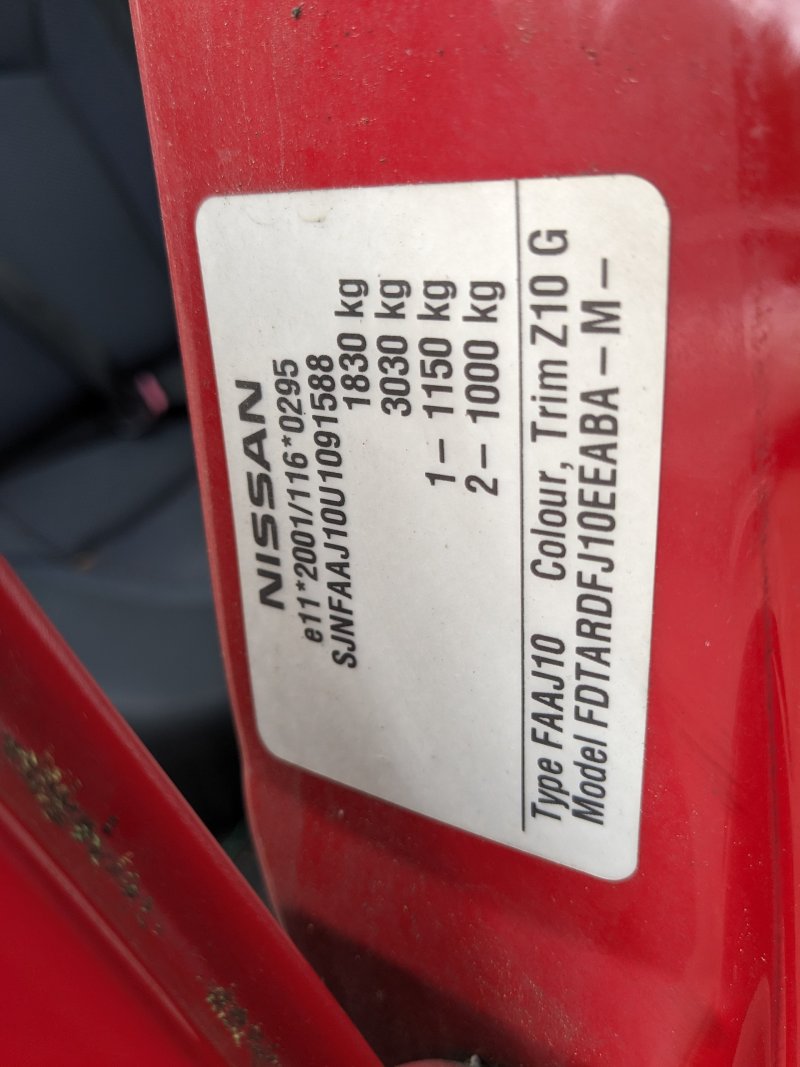 NISSAN
e11*2001/116*0295
SJNFAAJ10U1091588
1830 kg
3030 kg
1– 1150 kg
2– 1000 kg
Type FAAJ10 Colour, Trim Z10 G
Model FDTARDFJ10EEABA – M –